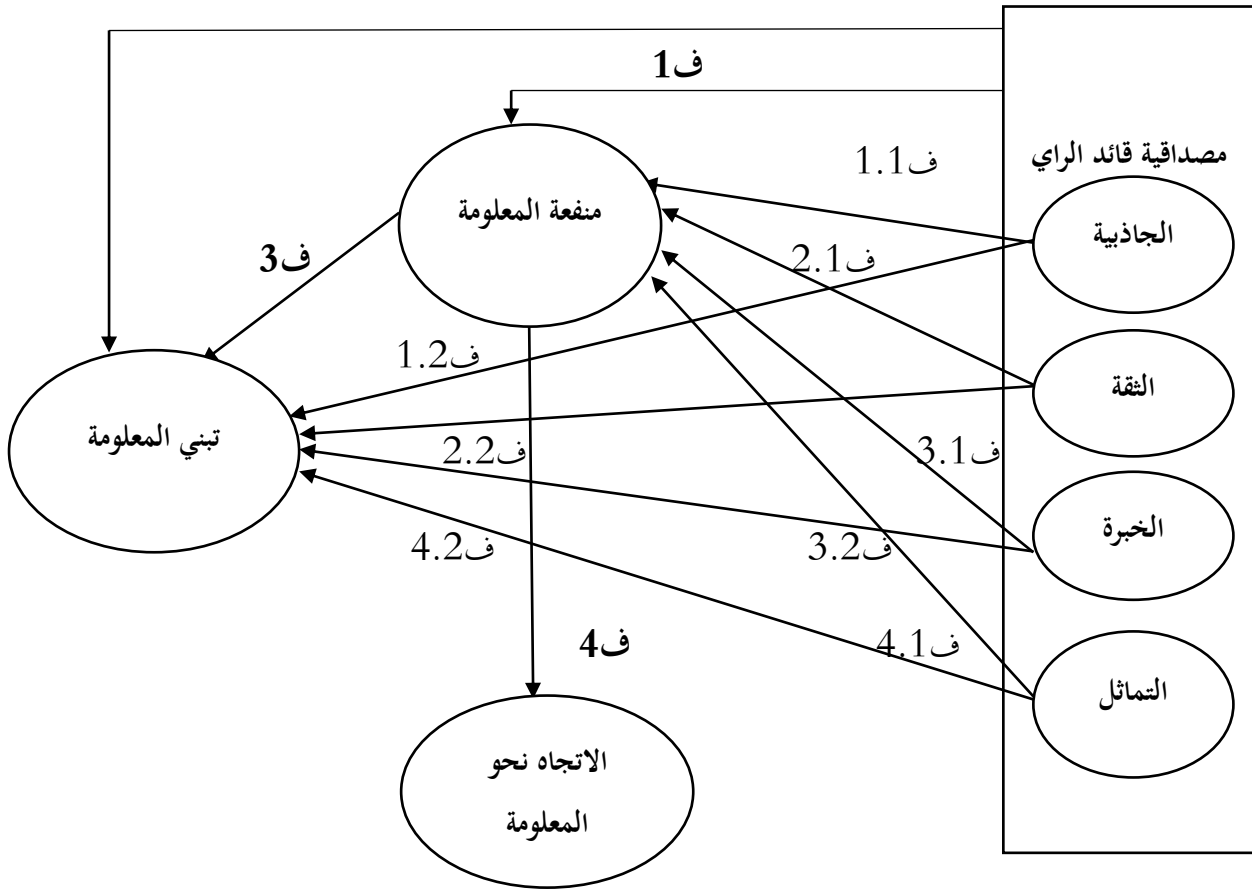 ف1
مصداقية قائد الراي
ف1.1
الجاذبية
منفعة المعلومة
ف2.1
ف3
ف1.2
الثقة
تبني المعلومة
ف2.2
ف3.1
الخبرة
ف3.2
ف4.2
ف4.1
ف4
التماثل
الاتجاه نحو
المعلومة